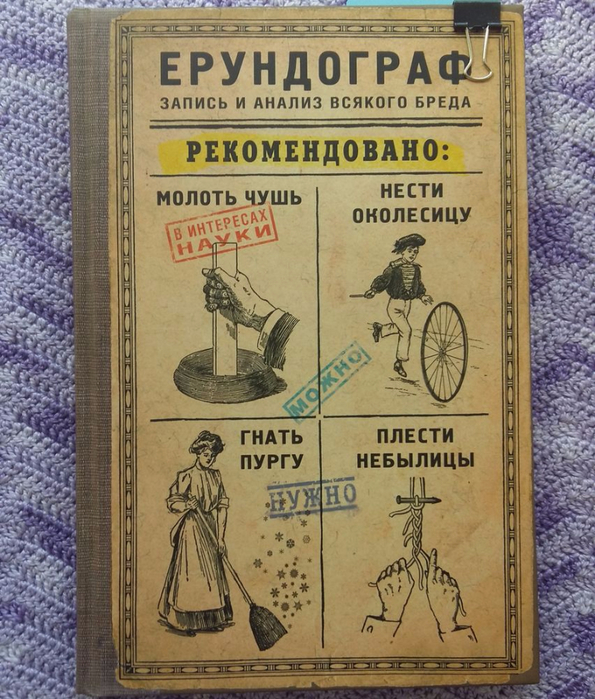 ЕРУНДОГРАФ
ЗАПИСЬ И АНАЛИЗ ВСЯКОГО БРЕДА
РЕКОМЕНДОВАНО:
МОЛОТЬ ЧУШЬ
В ИНТЕРЕСАХ
НАУКИ
НЕСТИ
ОКОЛЕСИЦУ
МОЖНО
ГНАТЬ
ПУРГУ
НУЖНО
ПЛЕСТИ
НЕБЫЛИЦЫ